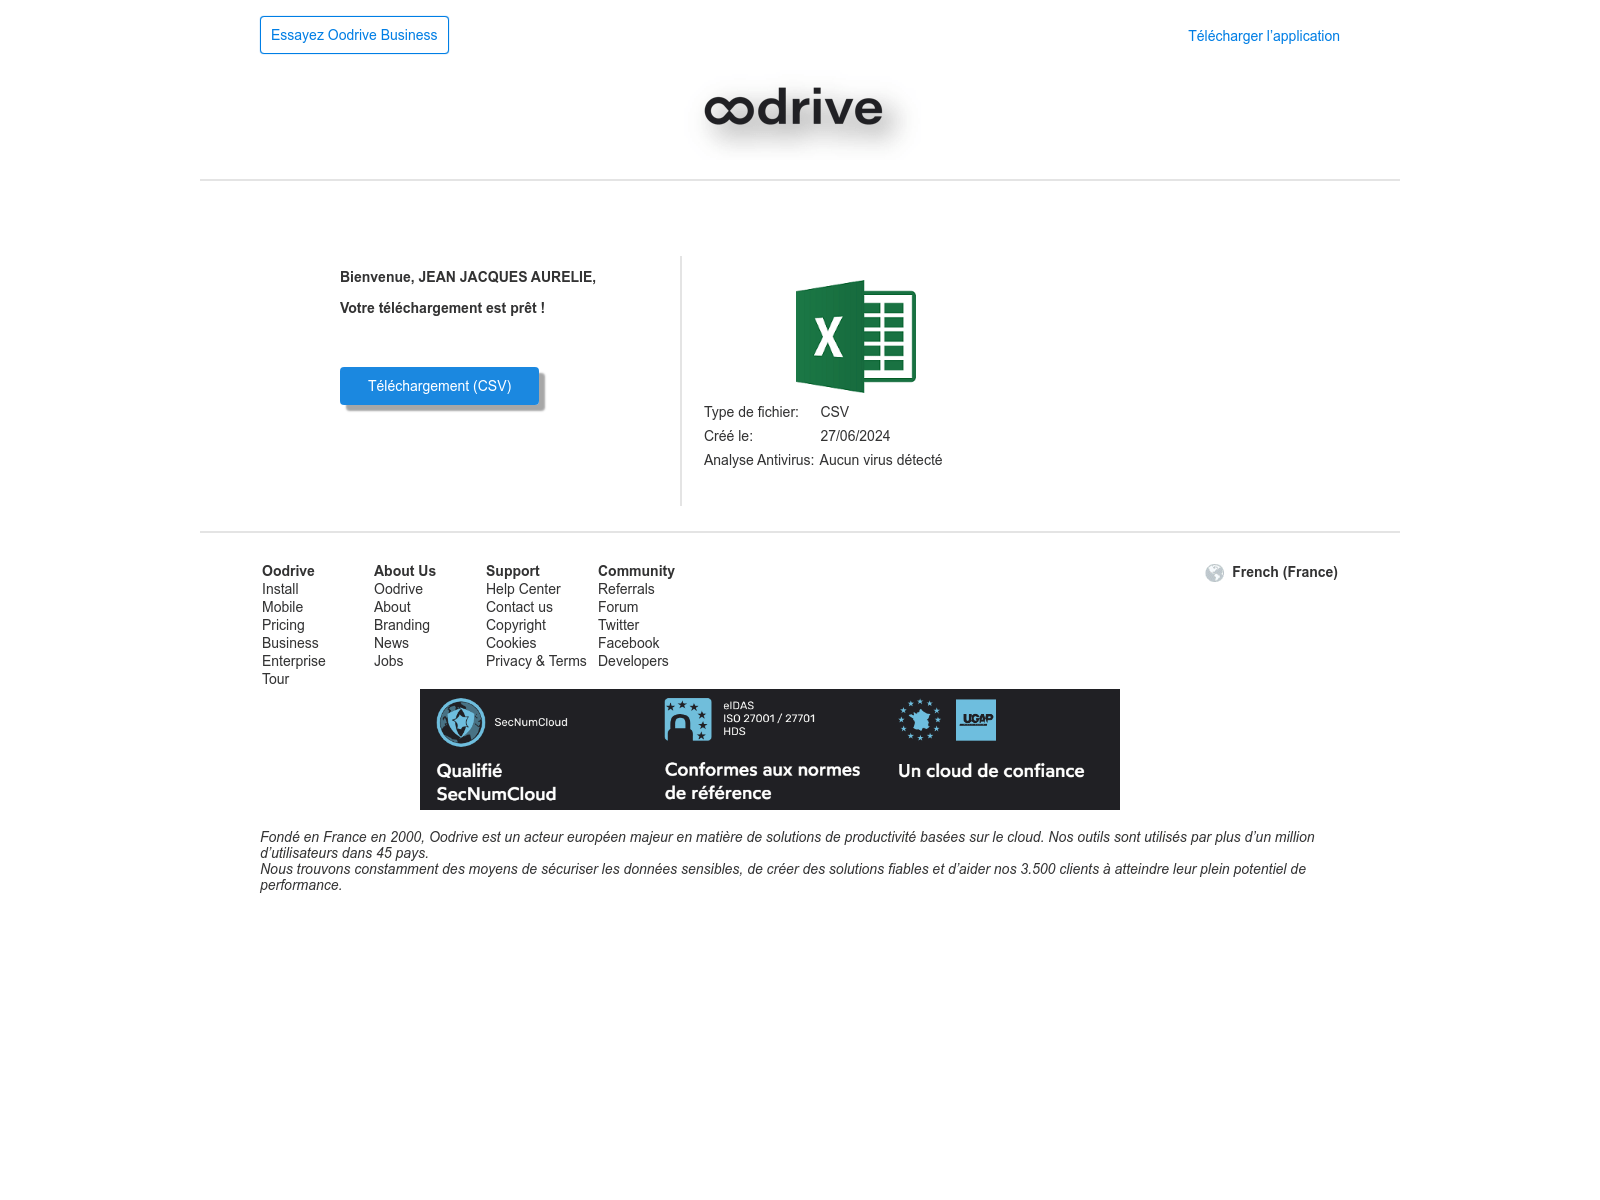 Essayez Oodrive Business
Télécharger l'application
oodrive
Bienvenue, JEAN JACQUES AURELIE,
Votre téléchargement est prêt !
Téléchargement (CSV)
X
Type de fichier: CSV
Créé le: 27/06/2024
Analyse Antivirus: Aucun virus détecté
Oodrive
Install
Mobile
Pricing
Business
Enterprise
Tour
About Us
Oodrive
About
Branding
News
Jobs
Support
Help Center
Contact us
Copyright
Cookies
Privacy & Terms
Community
Referrals
Forum
Twitter
Facebook
Developers
French (France)
SecNumCloud
Qualifié
SecNumCloud
eIDAS
ISO 27001 / 27701
HDS
Conformes aux normes
de référence
UGAP
Un cloud de confiance
Fondé en France en 2000, Oodrive est un acteur européen majeur en matière de solutions de productivité basées sur le cloud. Nos outils sont utilisés par plus d'un million
d'utilisateurs dans 45 pays.
Nous trouvons constamment des moyens de sécuriser les données sensibles, de créer des solutions fiables et d'aider nos 3.500 clients à atteindre leur plein potentiel de
performance.